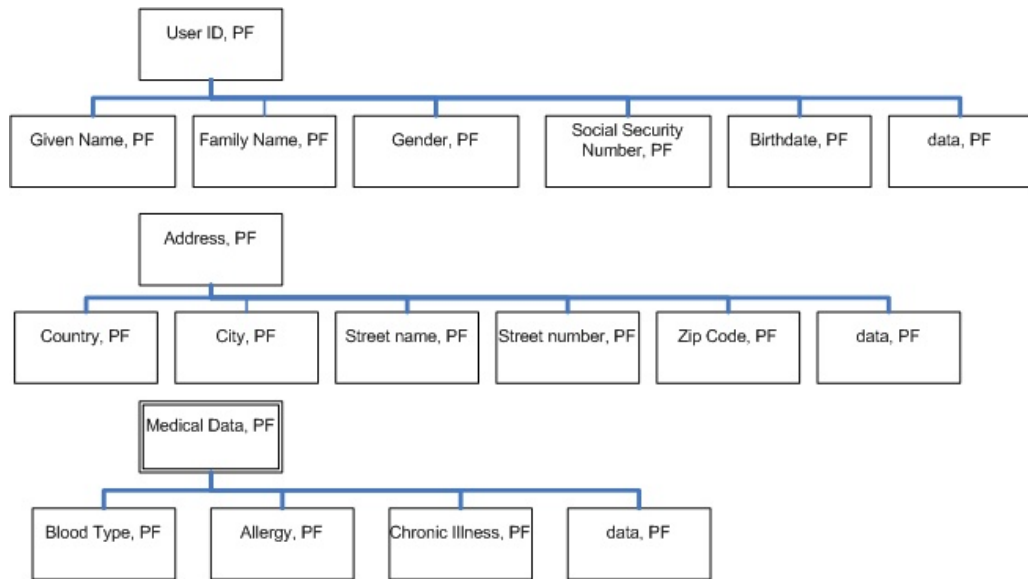 User ID, PF
Given Name, PF
Family Name, PF
Gender, PF
Social Security
Number, PF
Birthdate, PF
data, PF
Address, PF
Country, PF
City, PF
Street name, PF
Street number, PF
Zip Code, PF
data, PF
Medical Data, PF
Blood Type, PF
Allergy, PF
Chronic Illness, PF
data, PF